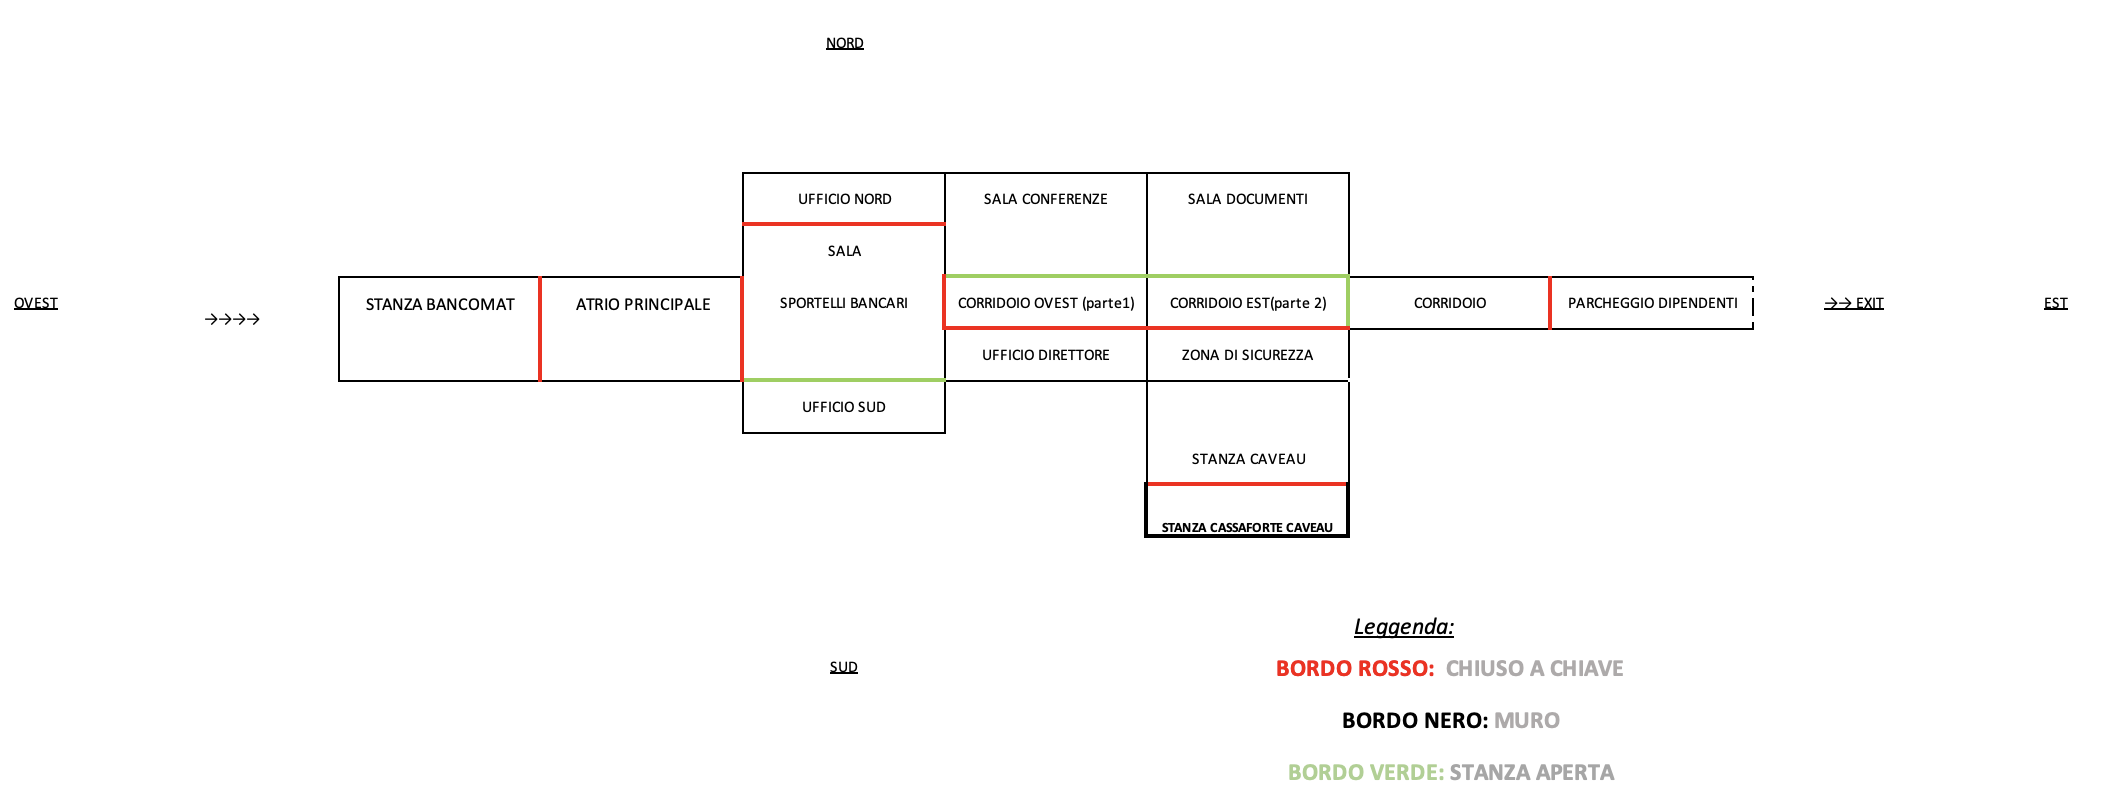 NORD
UFFICIO NORD
SALA CONFERENZE
SALA DOCUMENTI
SALA
OVEST
→→→→
STANZA BANCOMAT
ATRIO PRINCIPALE
SPORTELLI BANCARI
CORRIDOIO OVEST (parte1)
CORRIDOIO EST(parte 2)
CORRIDOIO
PARCHEGGIO DIPENDENTI
→→ EXIT
EST
UFFICIO DIRETTORE
ZONA DI SICUREZZA
UFFICIO SUD
STANZA CAVEAU
STANZA CASSAFORTE CAVEAU
Leggenda:
SUD
BORDO ROSSO: CHIUSO A CHIAVE
BORDO NERO: MURO
BORDO VERDE: STANZA APERTA